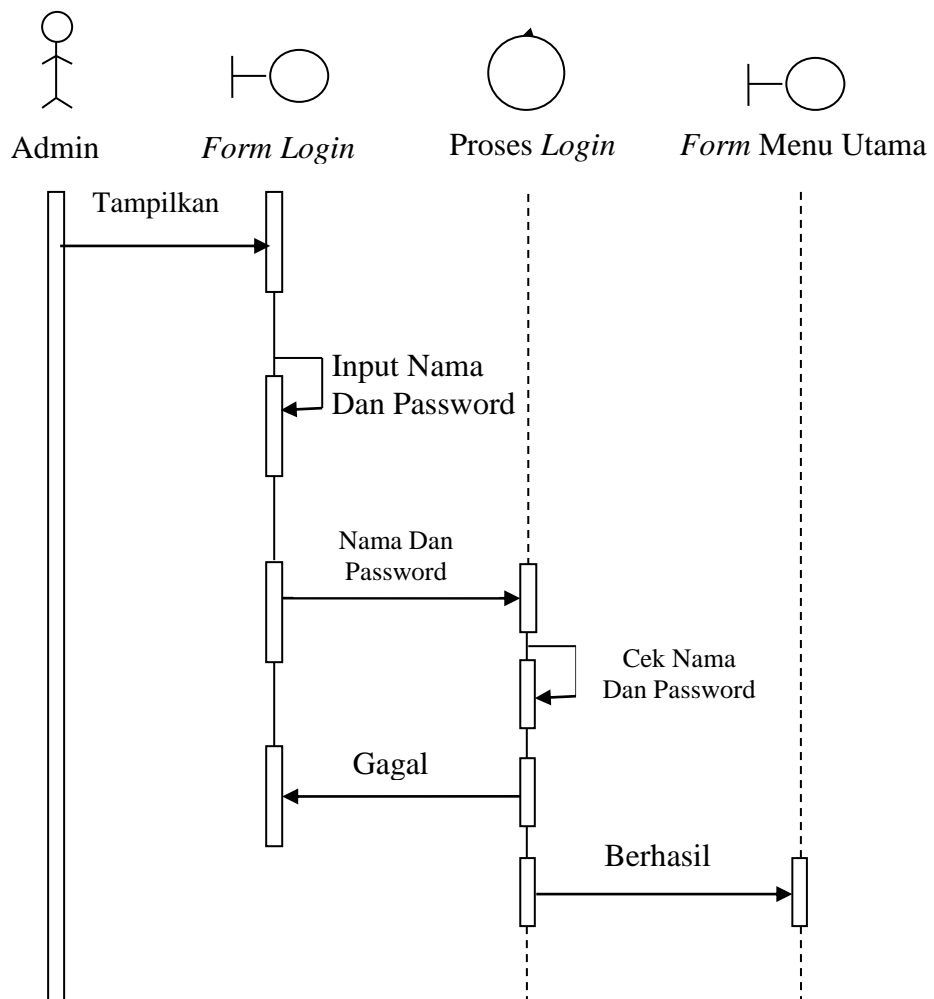 Admin
Form Login
Proses Login
Form Menu Utama
Tampilkan
Input Nama
Dan Password
Nama Dan
Password
Cek Nama
Dan Password
Gagal
Berhasil